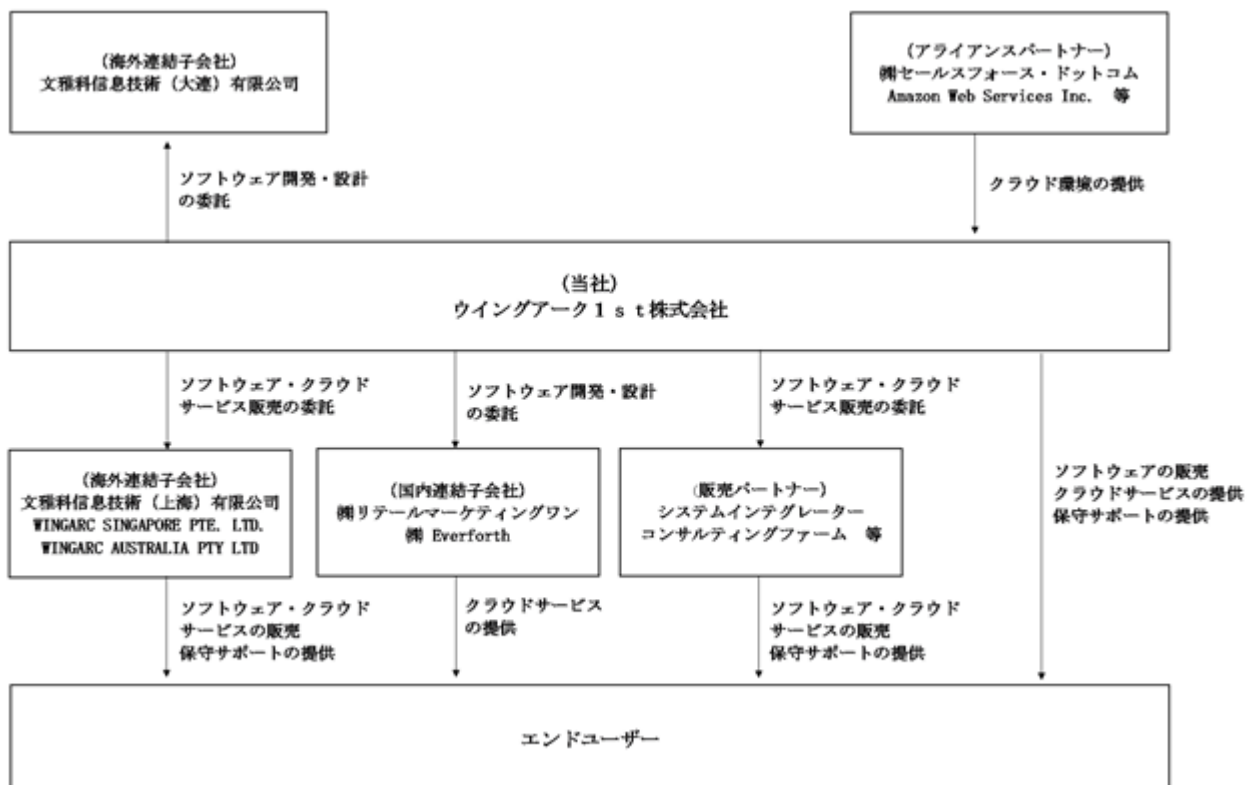 (海外連結子会社)
文雅科信息技術（大連）有限公司
(アライアンスパートナー)
㈱セールスフォース・ドットコム
Amazon Web Services Inc.　等
ソフトウェア開発・設計
の委託
クラウド環境の提供
(当社)
ウイングアーク１ｓｔ株式会社
ソフトウェア・クラウド
サービス販売の委託
ソフトウェア開発・設計
の委託
ソフトウェア・クラウド
サービス販売の委託
(海外連結子会社)
文雅科信息技術（上海）有限公司
WINGARC SINGAPORE PTE. LTD.
WINGARC AUSTRALIA PTY LTD
(国内連結子会社)
㈱リテールマーケティングワン
㈱ Everforth
(販売パートナー)
システムインテグレーター
コンサルティングファーム　等
ソフトウェアの販売
クラウドサービスの提供
保守サポートの提供
ソフトウェア・クラウド
サービスの販売
保守サポートの提供
クラウドサービス
の提供
ソフトウェア・クラウド
サービスの販売
保守サポートの提供
エンドユーザー